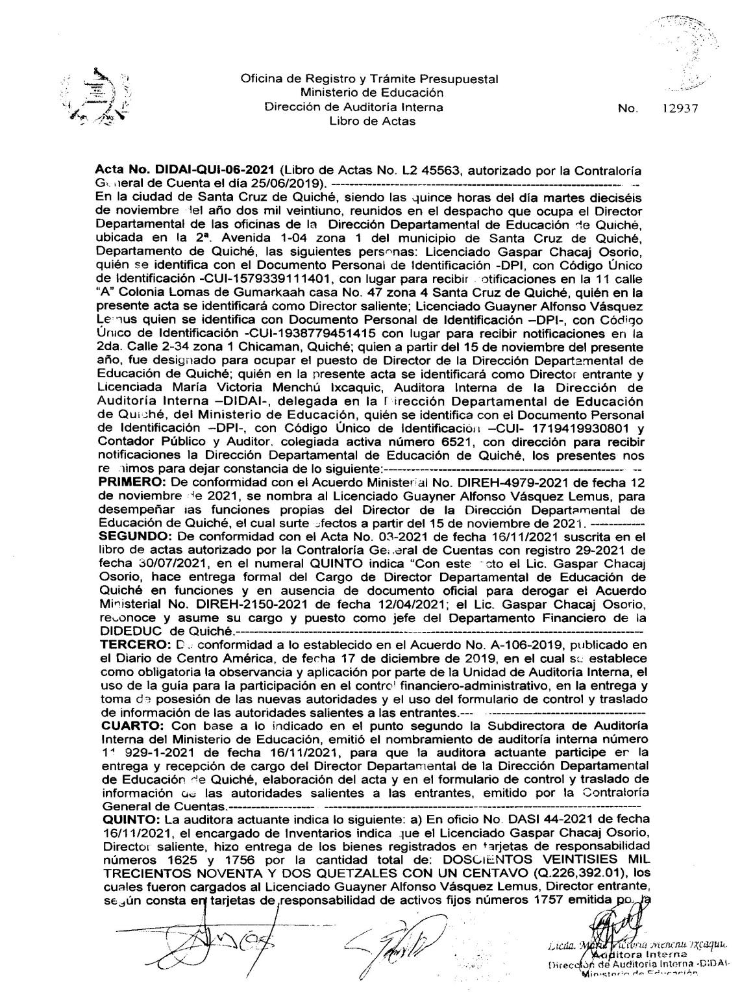 Oficina de Registro y Trámite Presupuestal
Ministerio de Educación
Dirección de Auditoría Interna
Libro de Actas
No. 12937
Acta No. DIDAI-QUI-06-2021 (Libro de Actas No. L2 45563, autorizado por la Contraloría
General de Cuenta el día 25/06/2019). ----------
En la ciudad de Santa Cruz de Quiché, siendo las quince horas del día martes dieciséis
de noviembre del año dos mil veintiuno, reunidos en el despacho que ocupa el Director
Departamental de las oficinas de la Dirección Departamental de Educación de Quiché,
ubicada en la 2ª. Avenida 1-04 zona 1 del municipio de Santa Cruz de Quiché,
Departamento de Quiché, las siguientes personas: Licenciado Gaspar Chacaj Osorio,
quién se identifica con el Documento Personal de Identificación -DPI, con Código Único
de Identificación -CUI-1579339111401, con lugar para recibir notificaciones en la 11 calle
“A” Colonia Lomas de Gumarkaah casa No. 47 zona 4 Santa Cruz de Quiché, quién en la
presente acta se identificará como Director saliente; Licenciado Guayner Alfonso Vásquez
Lemus quien se identifica con Documento Personal de Identificación –DPI-, con Código
Único de Identificación -CUI-1938779451415 con lugar para recibir notificaciones en la
2da. Calle 2-34 zona 1 Chicaman, Quiché; quien a partir del 15 de noviembre del presente
año, fue designado para ocupar el puesto de Director de la Dirección Departamental de
Educación de Quiché; quién en la presente acta se identificará como Director entrante y
Licenciada María Victoria Menchú Ixcaquic, Auditora Interna de la Dirección de
Auditoría Interna –DIDAI-, delegada en la Dirección Departamental de Educación
de Quiché, del Ministerio de Educación, quién se identifica con el Documento Personal
de Identificación –DPI-, con Código Único de Identificación –CUI- 1719419930801 y
Contador Público y Auditor, colegiada activa número 6521, con dirección para recibir
notificaciones la Dirección Departamental de Educación de Quiché, los presentes nos
reunimos para dejar constancia de lo siguiente:----------
PRIMERO: De conformidad con el Acuerdo Ministerial No. DIREH-4979-2021 de fecha 12
de noviembre de 2021, se nombra al Licenciado Guayner Alfonso Vásquez Lemus, para
desempeñar las funciones propias del Director de la Dirección Departamental de
Educación de Quiché, el cual surte efectos a partir del 15 de noviembre de 2021. ------------
SEGUNDO: De conformidad con el Acta No. 03-2021 de fecha 16/11/2021 suscrita en el
libro de actas autorizado por la Contraloría General de Cuentas con registro 29-2021 de
fecha 30/07/2021, en el numeral QUINTO indica “Con este acto el Lic. Gaspar Chacaj
Osorio, hace entrega formal del Cargo de Director Departamental de Educación de
Quiché en funciones y en ausencia de documento oficial para derogar el Acuerdo
Ministerial No. DIREH-2150-2021 de fecha 12/04/2021; el Lic. Gaspar Chacaj Osorio,
reconoce y asume su cargo y puesto como jefe del Departamento Financiero de la
DIDEDUC de Quiché.----------
TERCERO: De conformidad a lo establecido en el Acuerdo No. A-106-2019, publicado en
el Diario de Centro América, de fecha 17 de diciembre de 2019, en el cual se establece
como obligatoria la observancia y aplicación por parte de la Unidad de Auditoría Interna, el
uso de la guía para la participación en el control financiero-administrativo, en la entrega y
toma de posesión de las nuevas autoridades y el uso del formulario de control y traslado
de información de las autoridades salientes a las entrantes.----------
CUARTO: Con base a lo indicado en el punto segundo la Subdirectora de Auditoría
Interna del Ministerio de Educación, emitió el nombramiento de auditoría interna número
929-1-2021 de fecha 16/11/2021, para que la auditora actuante participe en la
entrega y recepción de cargo del Director Departamental de la Dirección Departamental
de Educación de Quiché, elaboración del acta y en el formulario de control y traslado de
información de las autoridades salientes a las entrantes, emitido por la Contraloría
General de Cuentas.----------
QUINTO: La auditora actuante indica lo siguiente: a) En oficio No. DASI 44-2021 de fecha
16/11/2021, el encargado de Inventarios indica que el Licenciado Gaspar Chacaj Osorio,
Director saliente, hizo entrega de los bienes registrados en tarjetas de responsabilidad
números 1625 y 1756 por la cantidad total de: DOSCIENTOS VEINTISIES MIL
TRECIENTOS NOVENTA Y DOS QUETZALES CON UN CENTAVO (Q.226,392.01), los
cuales fueron cargados al Licenciado Guayner Alfonso Vásquez Lemus, Director entrante,
según consta en tarjetas de responsabilidad de activos fijos números 1757 emitida por la
Licda. María Victoria Menchú Ixcaquic
Auditora Interna
Dirección de Auditoría Interna -DIDAI-
Ministerio de Educación